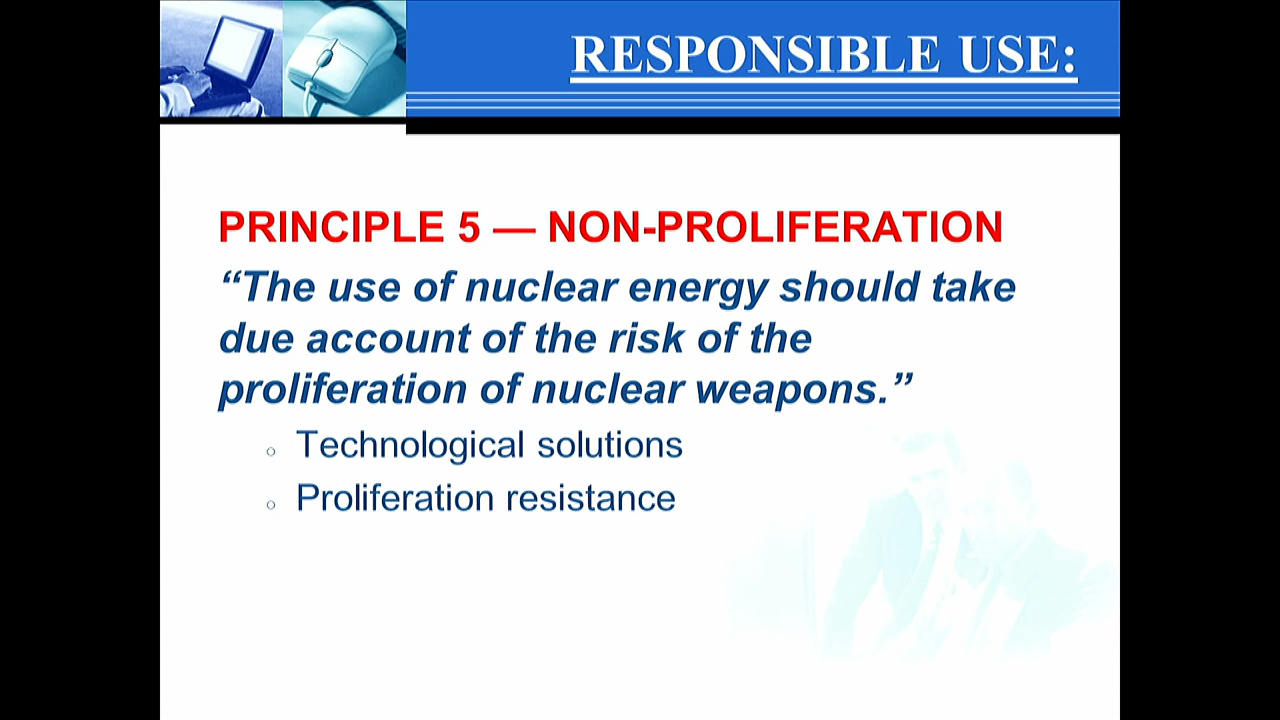 RESPONSIBLE USE:
PRINCIPLE 5 — NON-PROLIFERATION
“The use of nuclear energy should take
due account of the risk of the
proliferation of nuclear weapons.”
○ Technological solutions
○ Proliferation resistance